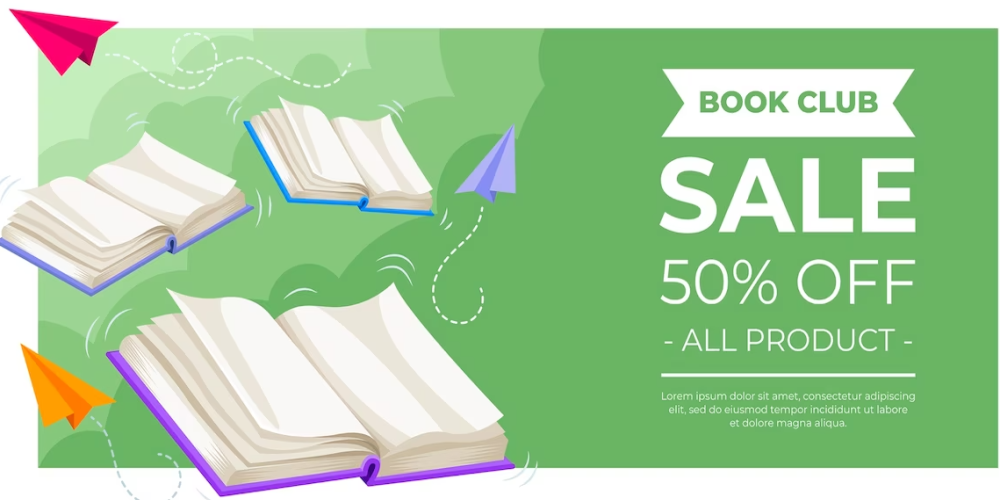 BOOK CLUB
SALE
50% OFF
- ALL PRODUCT -
Lorem ipsum dolor sit amet, consectetur adipiscing
elit, sed do eiusmod tempor incididunt ut labore
et dolore magna aliqua.